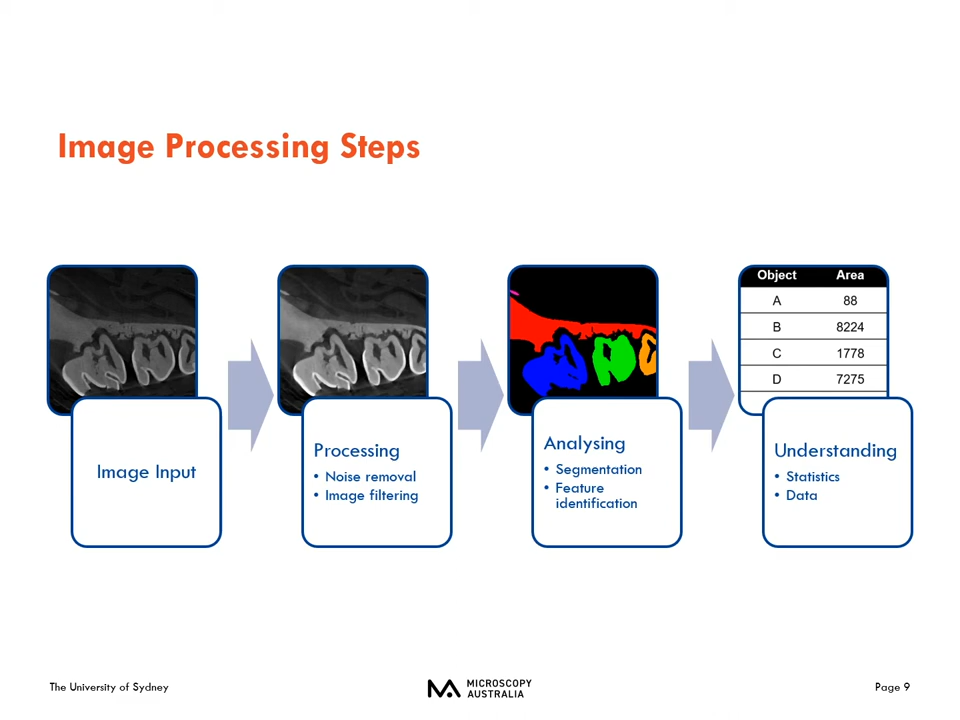 Image Processing Steps
Image Input
Processing
• Noise removal
• Image filtering
Analysing
• Segmentation
• Feature
identification
Object Area
A 88
B 8224
C 1778
D 7275
Understanding
• Statistics
• Data
The University of Sydney
MICROSCOPY
AUSTRALIA
Page 9